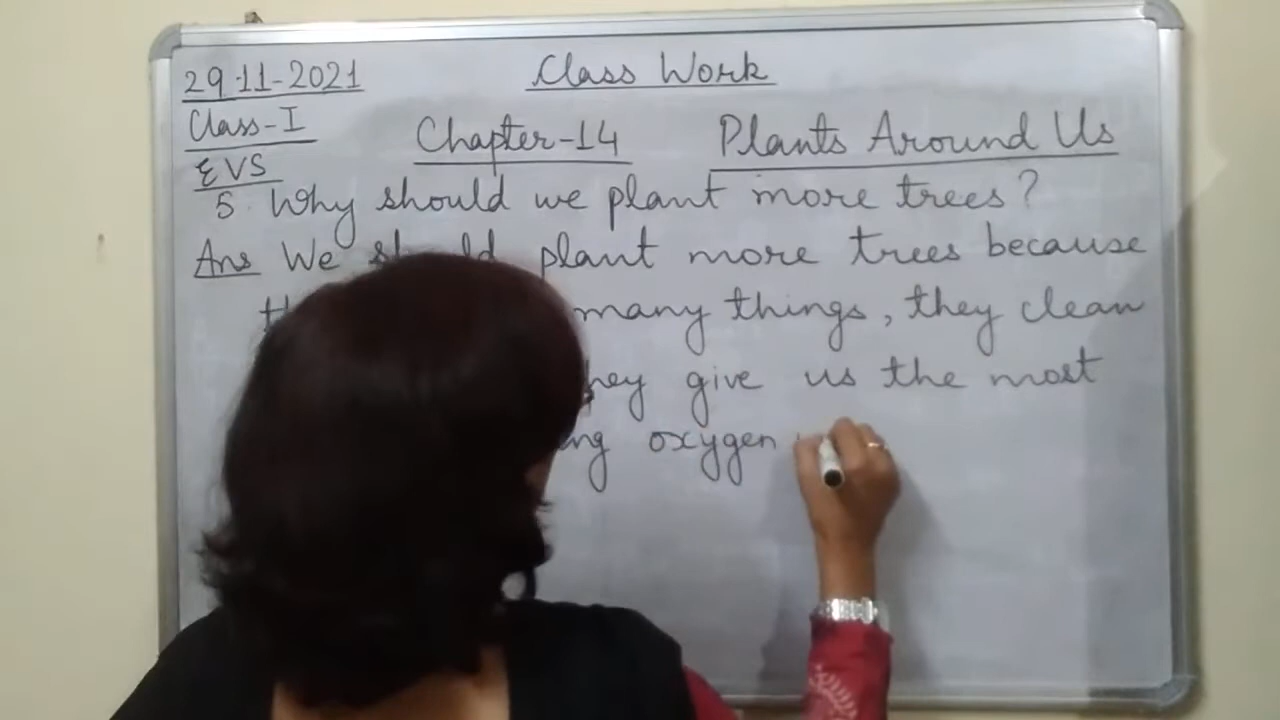 29-11-2021 Class Work
Class-I
Chapter-14 Plants Around Us
EVS
5. Why should we plant more trees?
Ans We should plant more trees because
many things, they clean
give us the most
oxygen